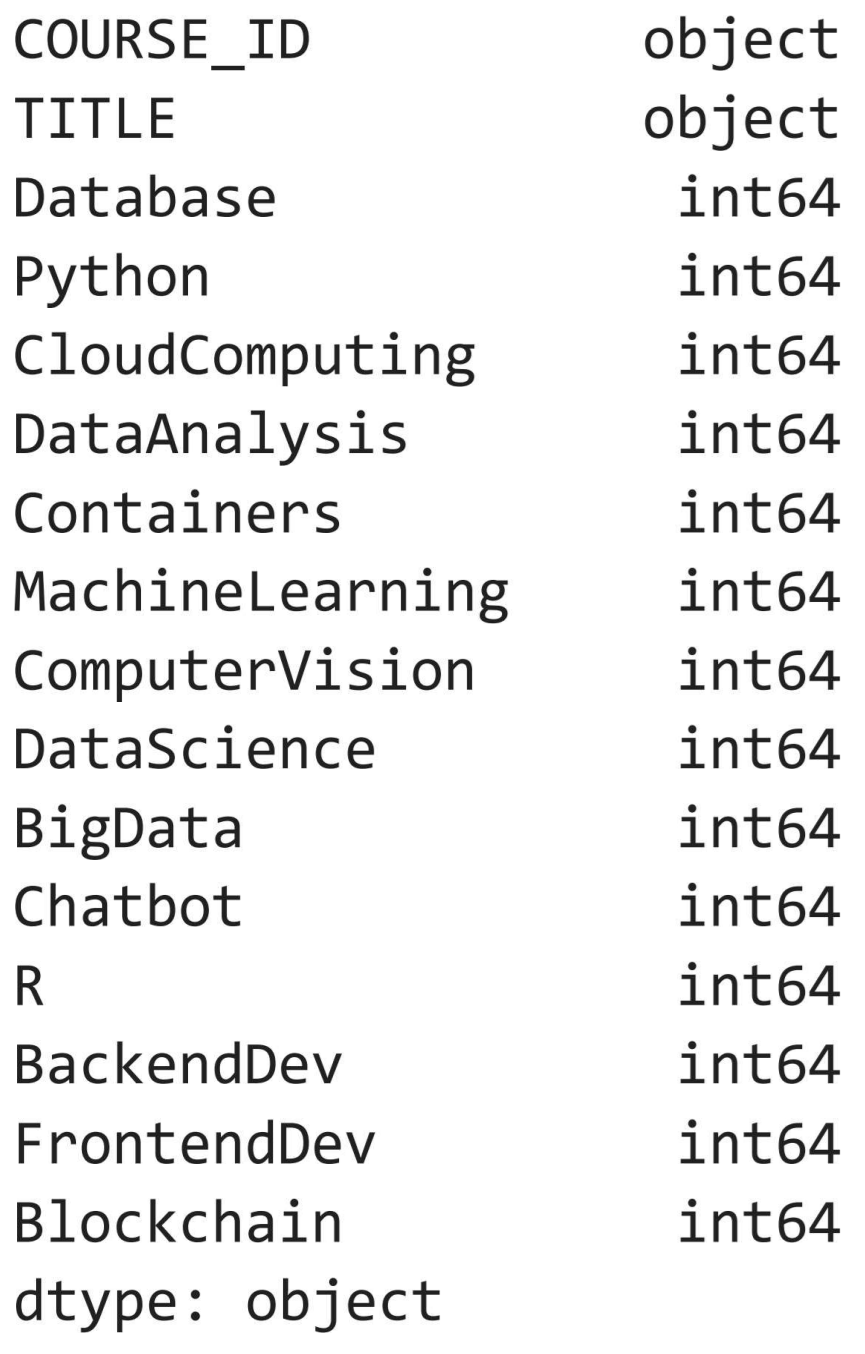 COURSE_ID object
TITLE object
Database int64
Python int64
CloudComputing int64
DataAnalysis int64
Containers int64
MachineLearning int64
ComputerVision int64
DataScience int64
BigData int64
Chatbot int64
R int64
BackendDev int64
FrontendDev int64
Blockchain int64
dtype: object